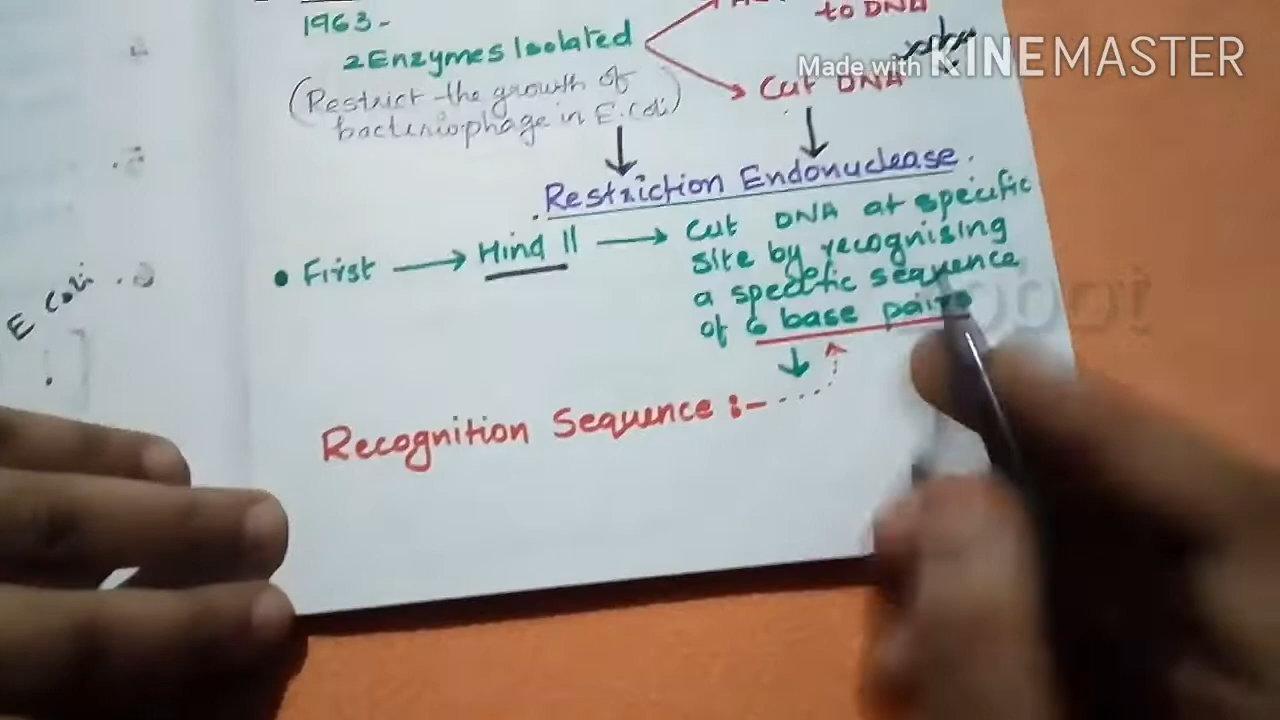 1963 -
to DNA
2 Enzymes Isolated
Made with KINEMASTER
Cut DNA
(Restrict the growth of
bacteriophage in E.coli)
Restriction Endonuclease.
• First → Hind II → Cut DNA at specific
site by recognising
a specific sequence
of 6 base pairs
E coli
Recognition Sequence :-